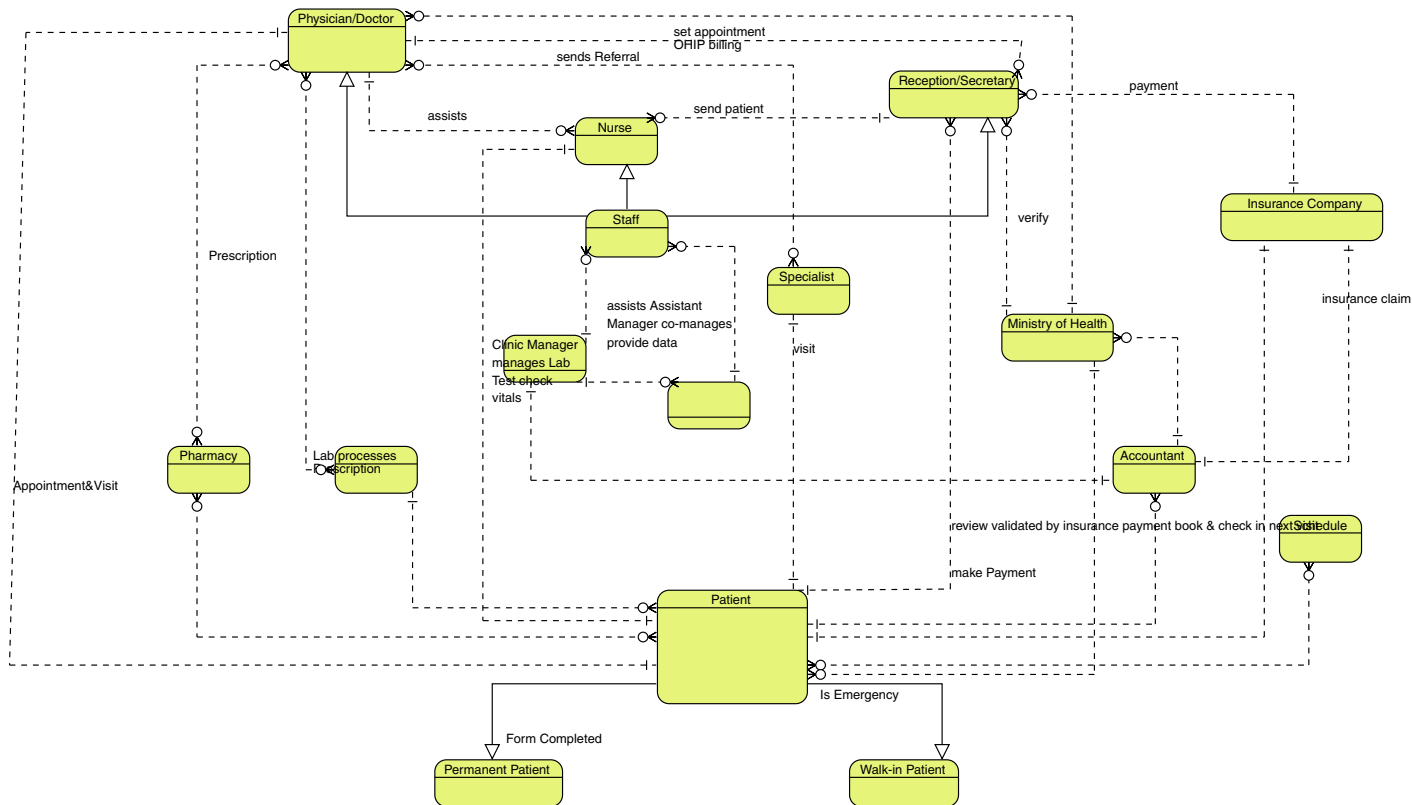 Physician/Doctor
set appointment
OHIP billing
sends Referral
Reception/Secretary
payment
assists
send patient
Nurse
Insurance Company
Staff
verify
Prescription
Specialist
insurance claim
assists Assistant
Manager co-manages
provide data
Ministry of Health
Clinic Manager
manages Lab
Test check
vitals
visit
Pharmacy
Lab processes
Prescription
Accountant
Appointment&Visit
review validated by insurance payment book & check in next visit
Schedule
make Payment
Patient
Is Emergency
Form Completed
Permanent Patient
Walk-in Patient